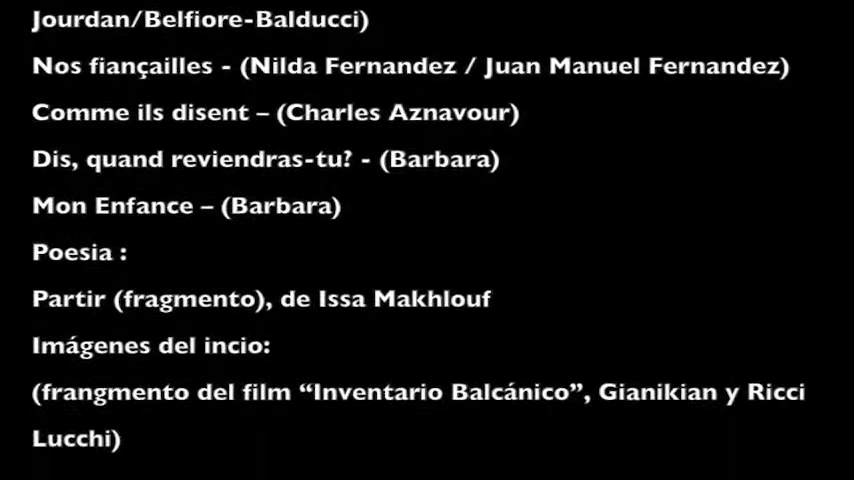 Jourdan/Belfiore-Balducci)
Nos fiançailles - (Nilda Fernandez / Juan Manuel Fernandez)
Comme ils disent – (Charles Aznavour)
Dis, quand reviendras-tu? - (Barbara)
Mon Enfance – (Barbara)
Poesia :
Partir (fragmento), de Issa Makhlouf
Imágenes del incio:
(frangmento del film “Inventario Balcánico”, Gianikian y Ricci
Lucchi)